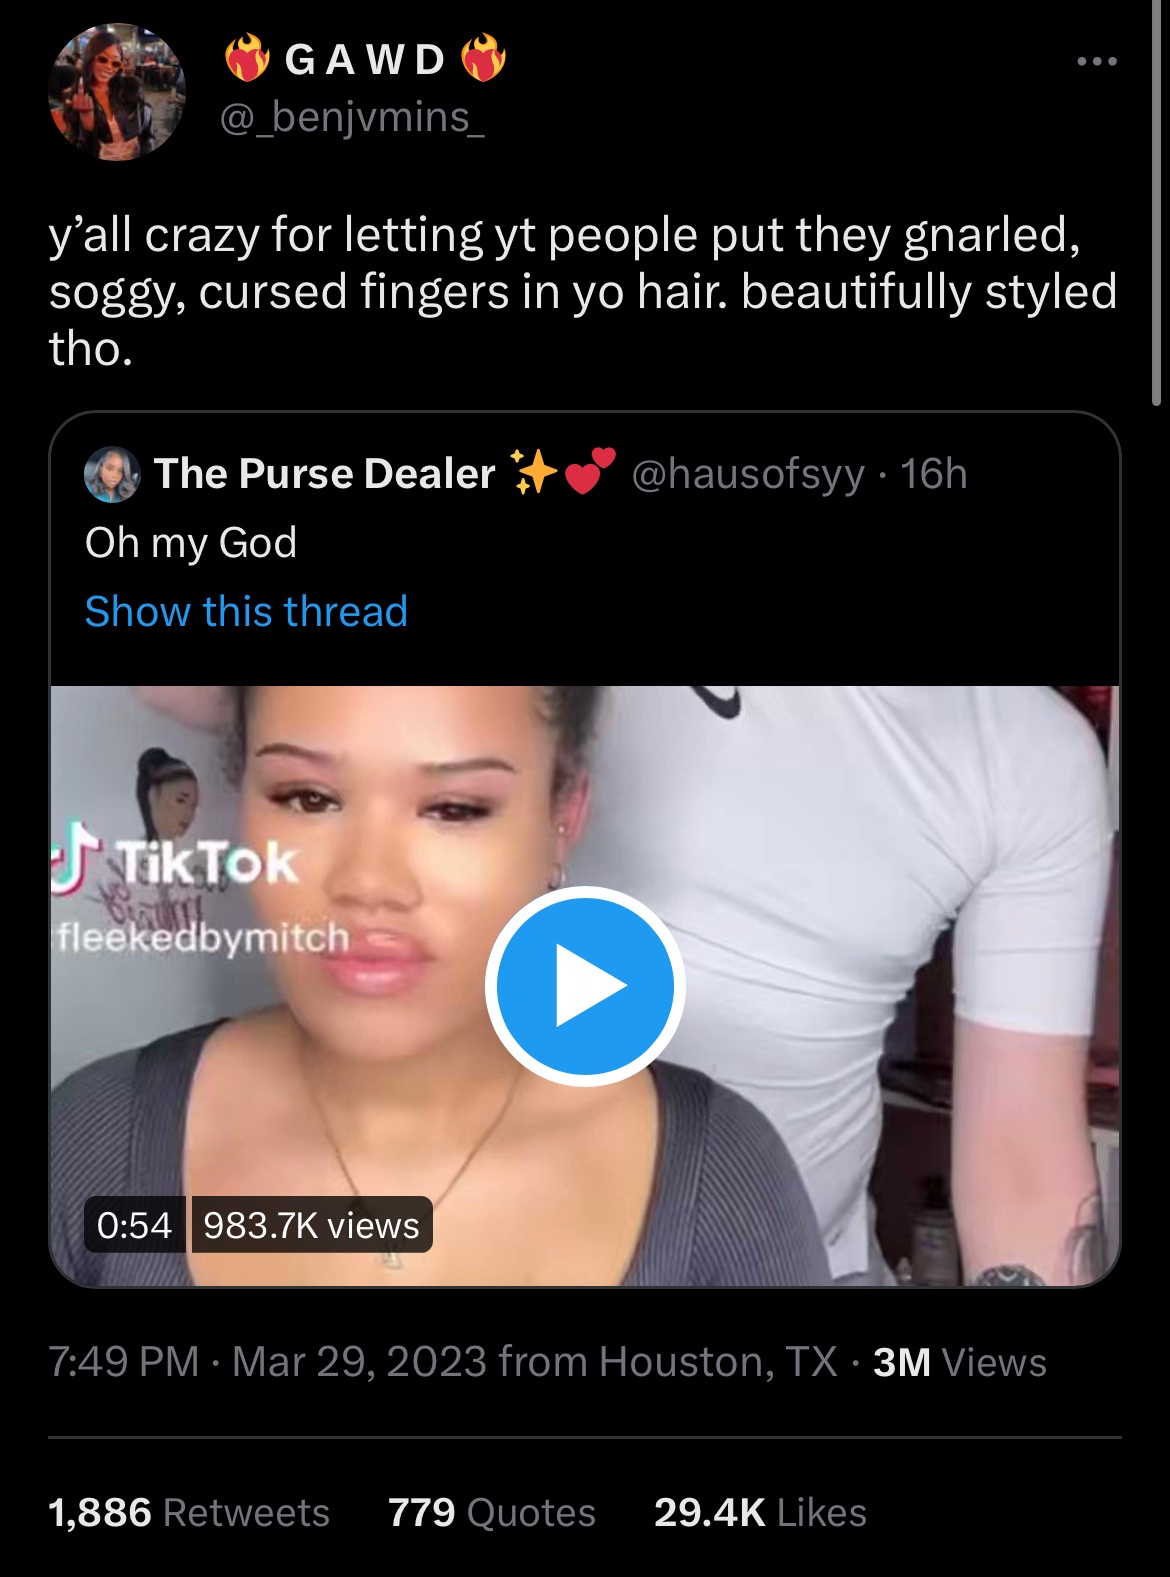 ❤️‍🔥 G A W D ❤️‍🔥
@_benjvmins_
y’all crazy for letting yt people put they gnarled,
soggy, cursed fingers in yo hair. beautifully styled
tho.
The Purse Dealer ✨💕 @hausofsyy · 16h
Oh my God
Show this thread
TikTok
fleekedbymitch
0:54 983.7K views
7:49 PM · Mar 29, 2023 from Houston, TX · 3M Views
1,886 Retweets 779 Quotes 29.4K Likes